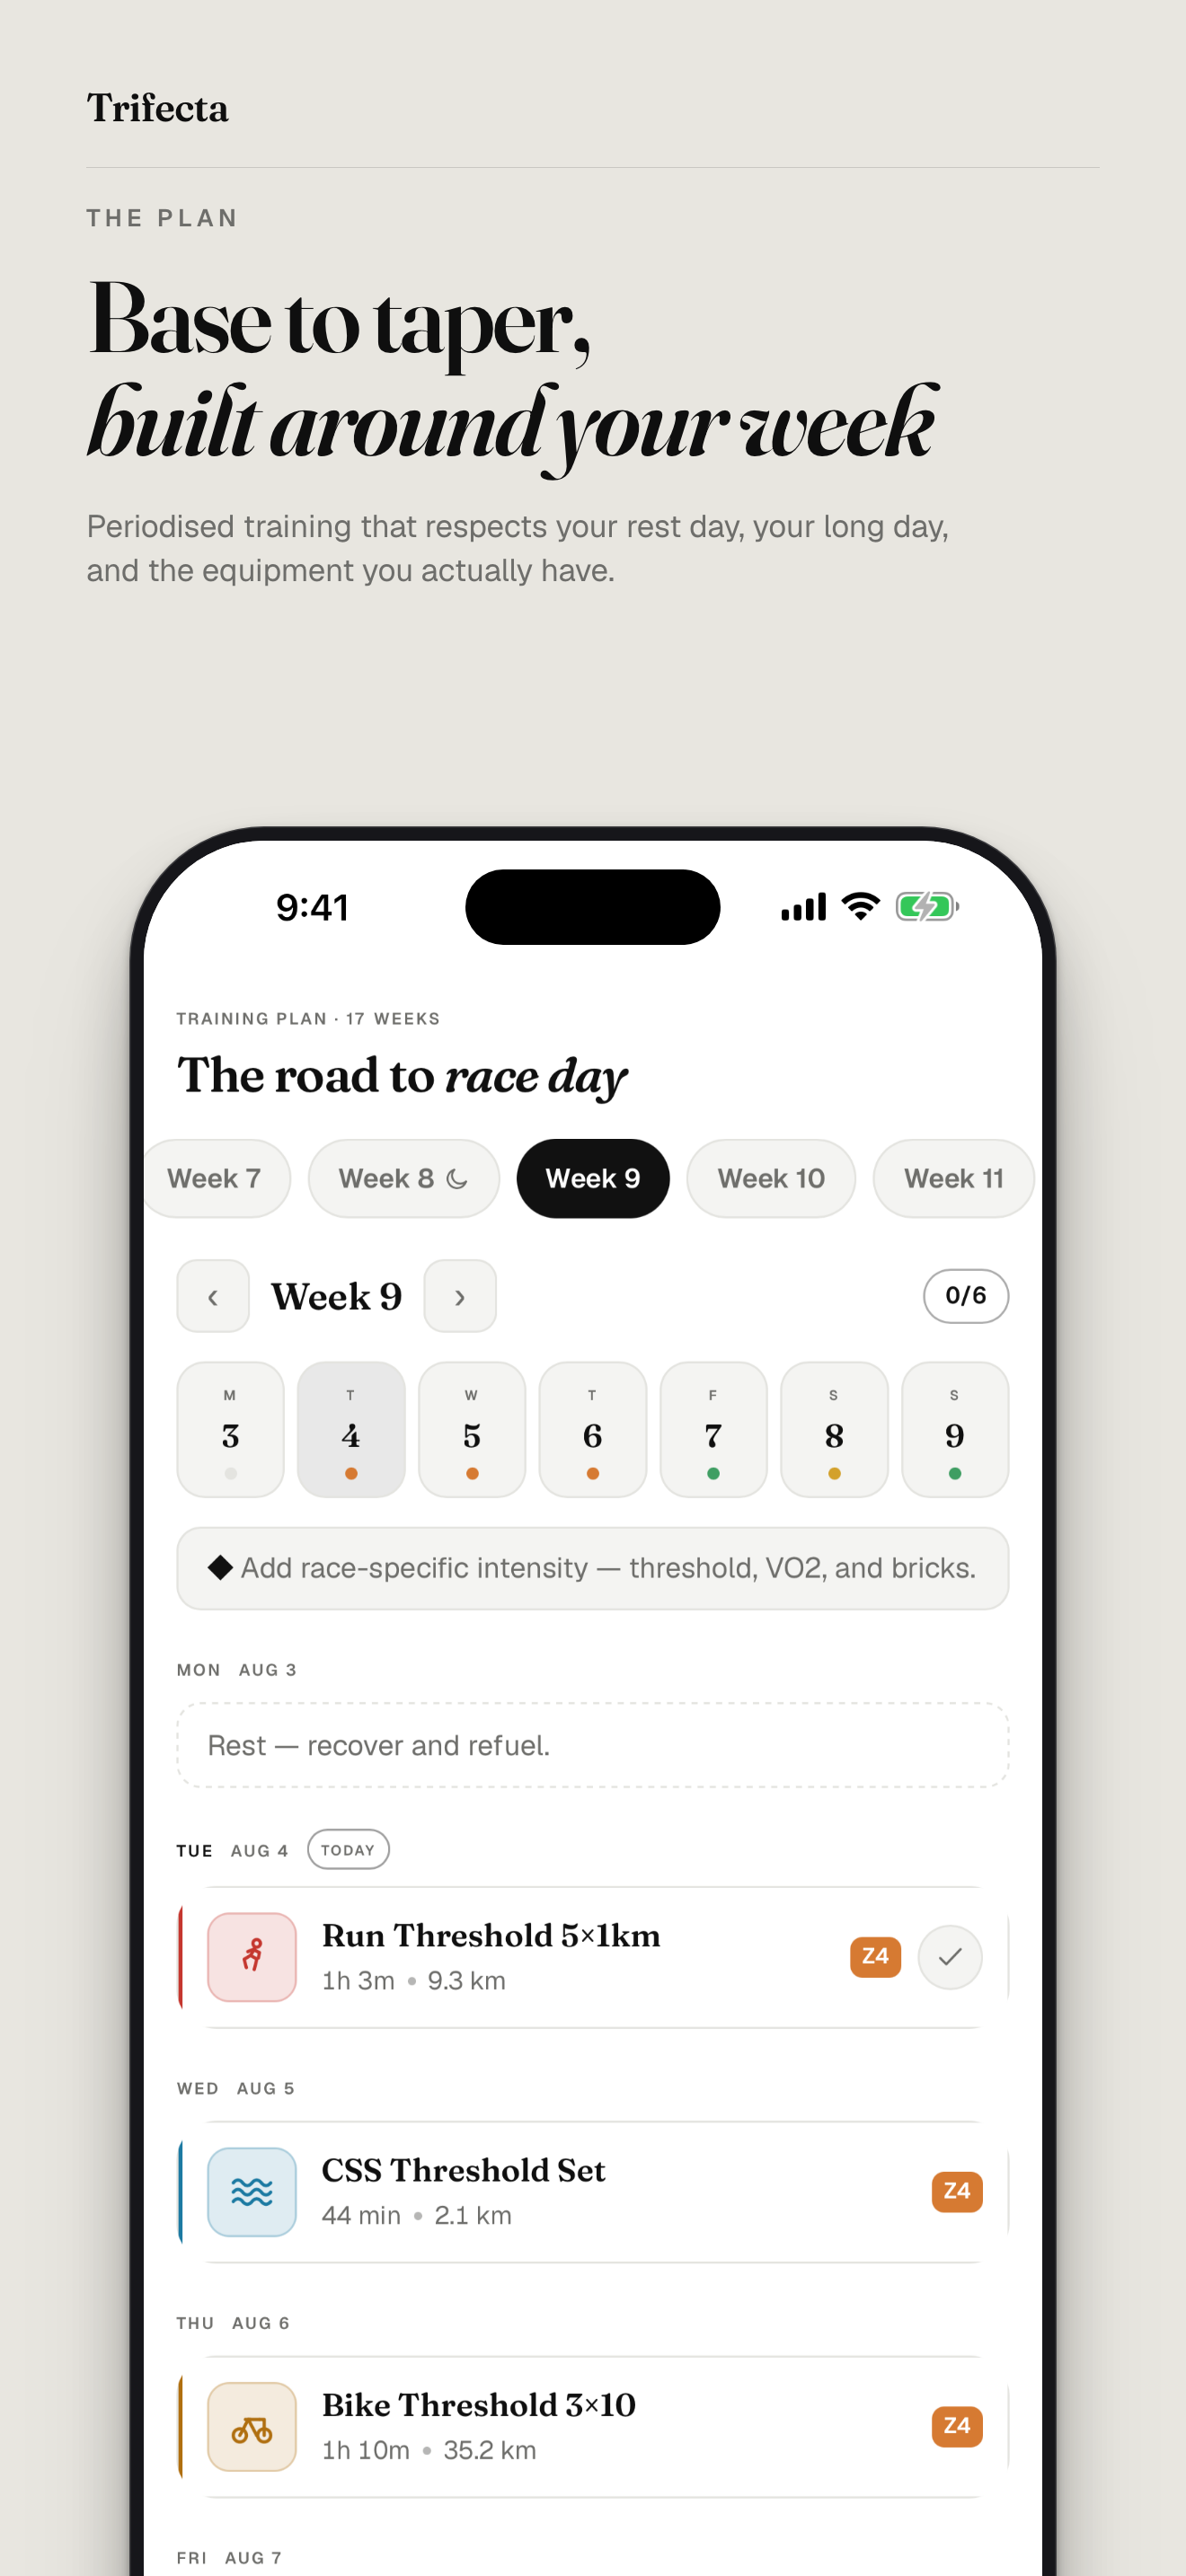 Trifecta
THE PLAN
Base to taper,
built around your week
Periodised training that respects your rest day, your long day,
and the equipment you actually have.
9:41
TRAINING PLAN · 17 WEEKS
The road to race day
Week 7 Week 8 Week 9 Week 10 Week 11
‹ Week 9 › 0/6
M T W T F S S
3 4 5 6 7 8 9
◆ Add race-specific intensity — threshold, VO2, and bricks.
MON AUG 3
Rest — recover and refuel.
TUE AUG 4 TODAY
Run Threshold 5×1km
1h 3m • 9.3 km
Z4
WED AUG 5
CSS Threshold Set
44 min • 2.1 km
Z4
THU AUG 6
Bike Threshold 3×10
1h 10m • 35.2 km
Z4
FRI AUG 7